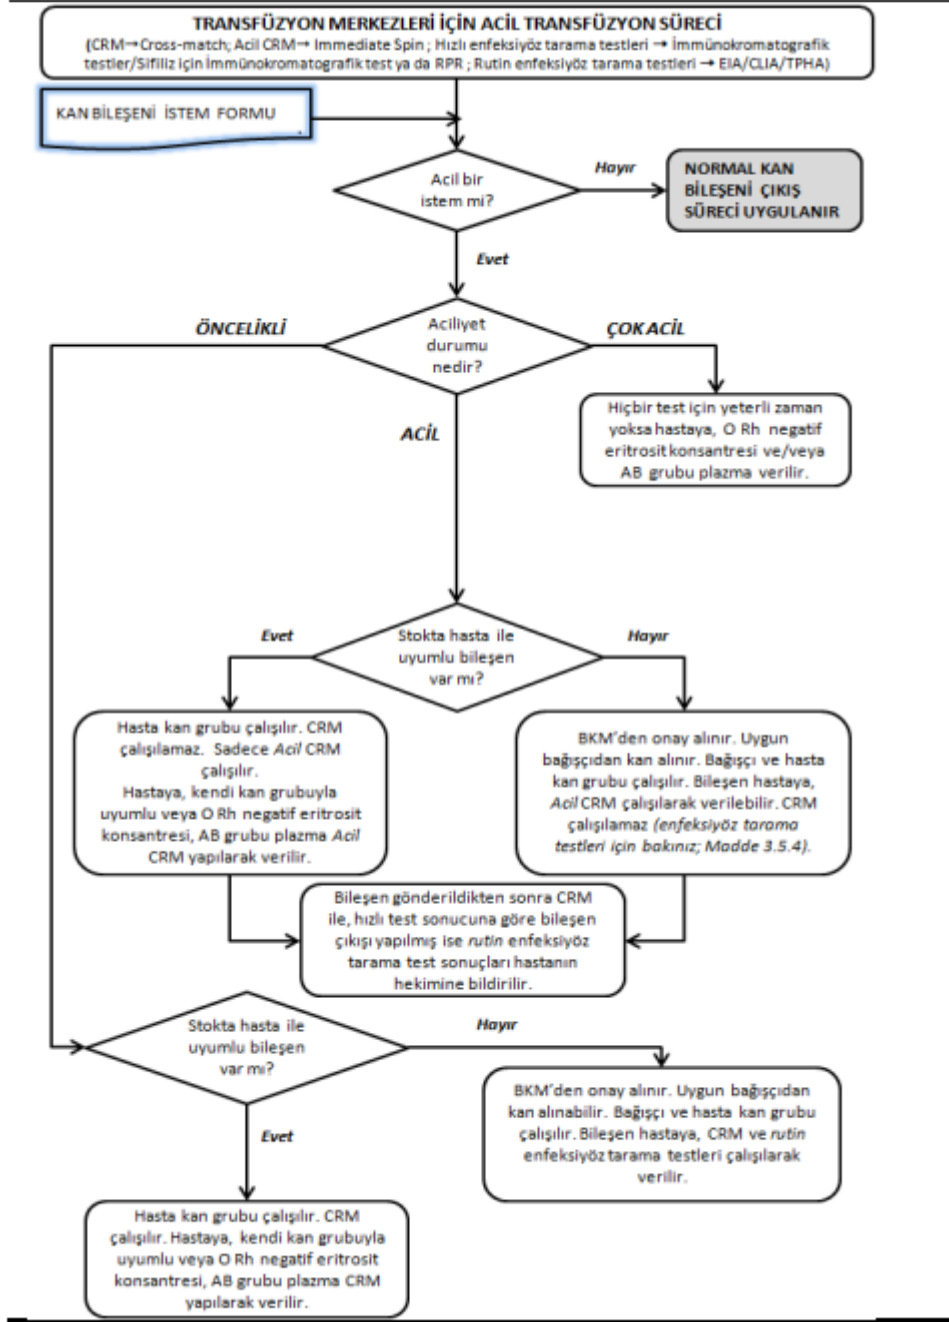 TRANSFÜZYON MERKEZLERİ İÇİN ACİL TRANSFÜZYON SÜRECİ
(CRM→Cross-match; Acil CRM→ Immediate Spin ; Hızlı enfeksiyöz tarama testleri → İmmünokromatografik
testler/Sifiliz için İmmünokromatografik test ya da RPR ; Rutin enfeksiyöz tarama testleri → EIA/CLIA/TPHA)
KAN BİLEŞENİ İSTEM FORMU
Acil bir
istem mi?
Hayır
NORMAL KAN
BİLEŞENİ ÇIKIŞ
SÜRECİ UYGULANIR
Evet
ÖNCELİKLİ
Aciliyet
durumu
nedir?
ÇOK ACİL
Hiçbir test için yeterli zaman
yoksa hastaya, O Rh negatif
eritrosit konsantresi ve/veya
AB grubu plazma verilir.
ACİL
Evet
Stokta hasta ile
uyumlu bileşen
var mı?
Hayır
Hasta kan grubu çalışılır. CRM
çalışılamaz. Sadece Acil CRM
çalışılır.
Hastaya, kendi kan grubuyla
uyumlu veya O Rh negatif eritrosit
konsantresi, AB grubu plazma Acil
CRM yapılarak verilir.
BKM'den onay alınır. Uygun
bağışçıdan kan alınır. Bağışçı ve hasta
kan grubu çalışılır. Bileşen hastaya,
Acil CRM çalışılarak verilebilir. CRM
çalışılamaz (enfeksiyöz tarama
testleri için bakınız; Madde 3.5.4).
Bileşen gönderildikten sonra CRM
ile, hızlı test sonucuna göre bileşen
çıkışı yapılmış ise rutin enfeksiyöz
tarama test sonuçları hastanın
hekimine bildirilir.
Stokta hasta ile
uyumlu bileşen
var mı?
Hayır
BKM'den onay alınır. Uygun bağışçıdan
kan alınabilir. Bağışçı ve hasta kan grubu
çalışılır. Bileşen hastaya, CRM ve rutin
enfeksiyöz tarama testleri çalışılarak
verilir.
Evet
Hasta kan grubu çalışılır. CRM
çalışılır. Hastaya, kendi kan grubuyla
uyumlu veya O Rh negatif eritrosit
konsantresi, AB grubu plazma CRM
yapılarak verilir.